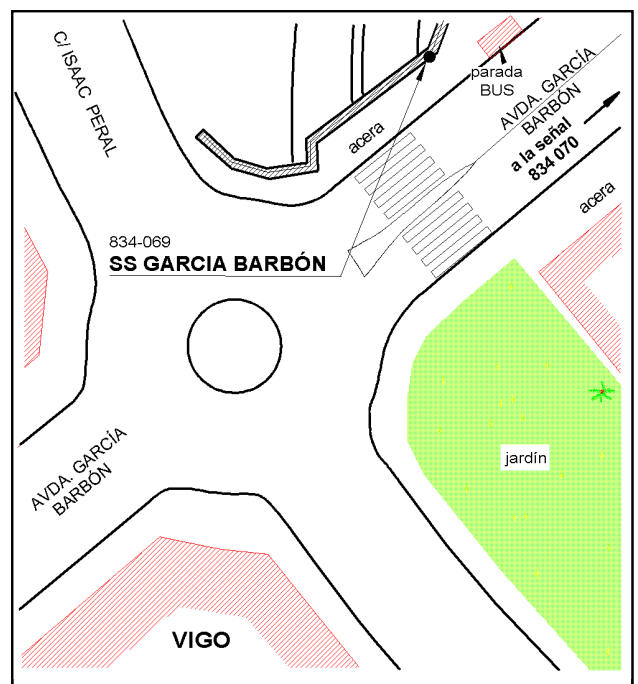 C/ ISAAC PERAL
parada
BUS
AVDA. GARCÍA
BARBÓN
a la señal
834 070
acera
acera
834-069
SS GARCIA BARBÓN
jardín
AVDA. GARCÍA
BARBÓN
VIGO